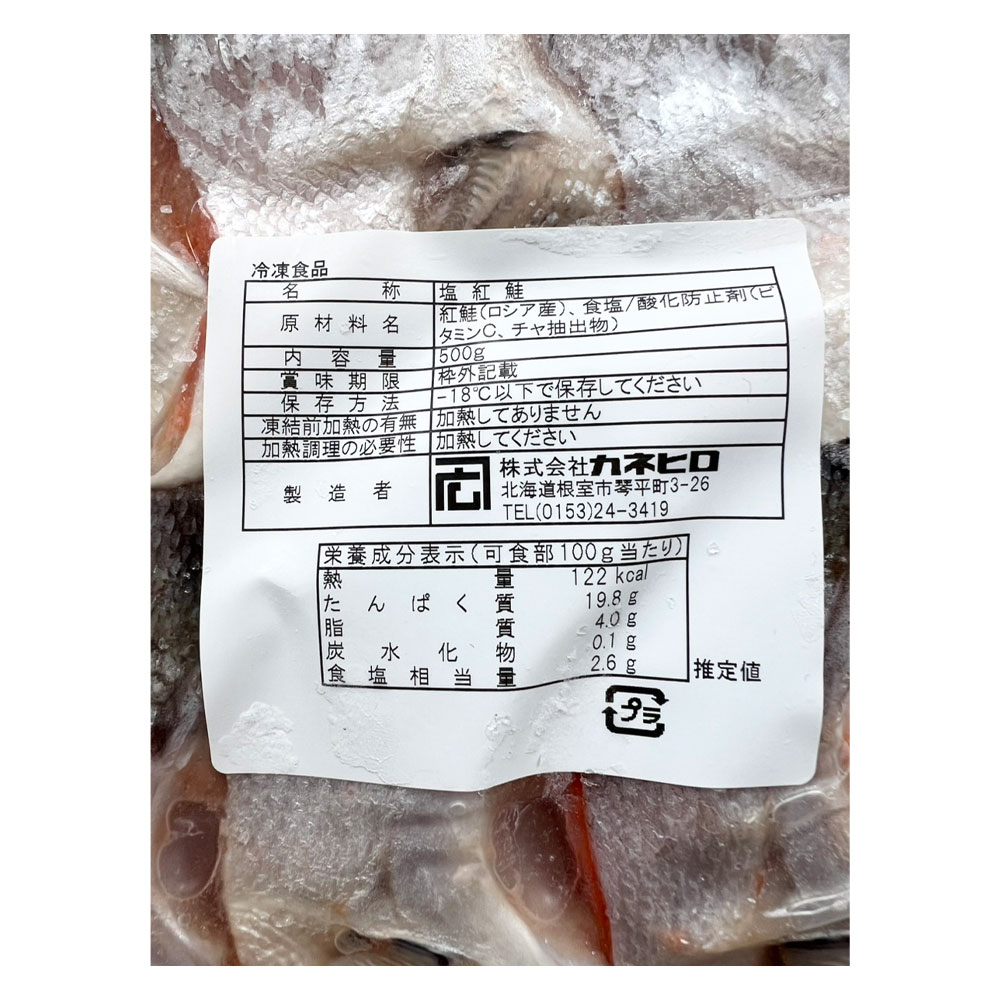 冷凍食品
名称 塩紅鮭
原材料名 紅鮭(ロシア産)、食塩/酸化防止剤(ビ
タミンC、チャ抽出物)
内容量 500g
賞味期限 枠外記載
保存方法 -18℃以下で保存してください
凍結前加熱の有無 加熱してありません
加熱調理の必要性 加熱してください
製造者 株式会社カネヒロ
北海道根室市琴平町3-26
TEL(0153)24-3419
栄養成分表示(可食部100g当たり)
熱量 122 kcal
たんぱく質 19.8 g
脂質 4.0 g
炭水化物 0.1 g
食塩相当量 2.6 g
推定値
プラ